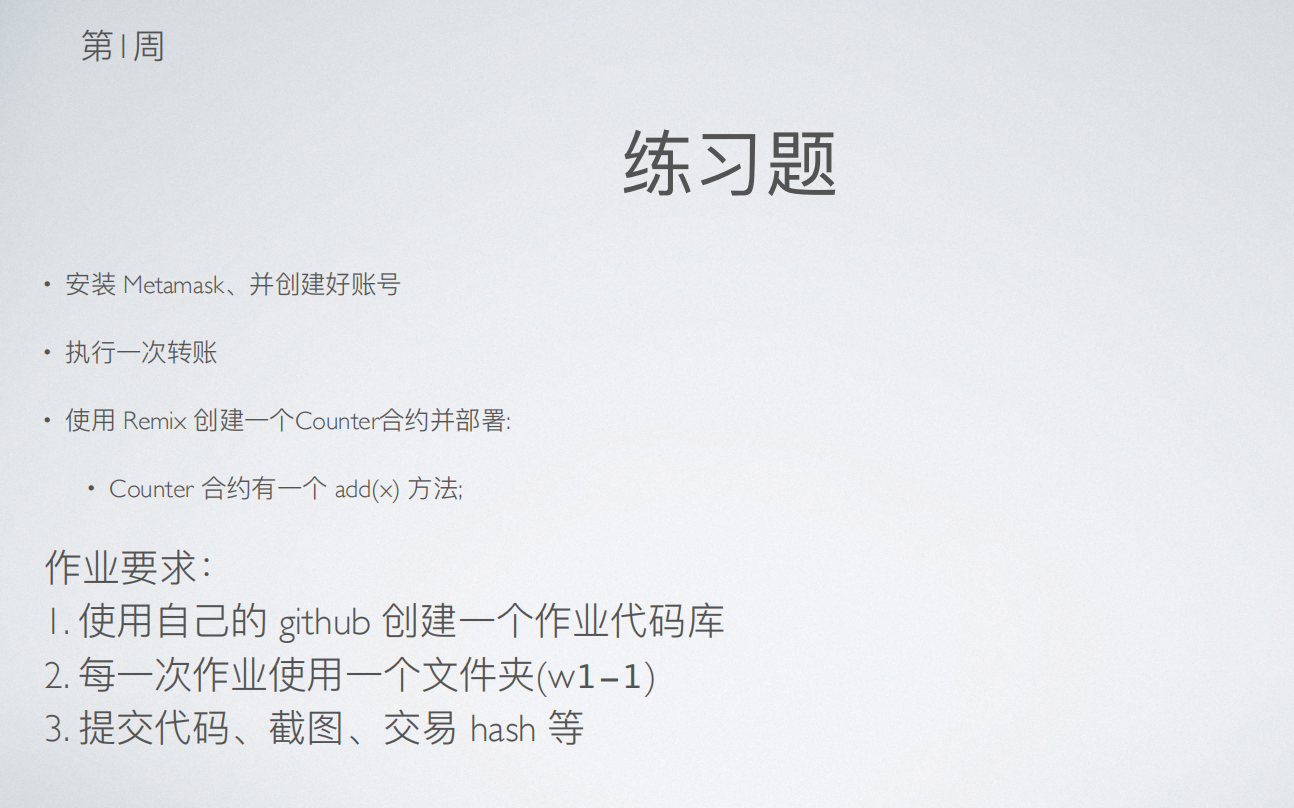 第1周
练习题
• 安装 Metamask、并创建好账号
• 执行一次转账
• 使用 Remix 创建一个Counter合约并部署:
• Counter 合约有一个 add(x) 方法;
作业要求：
1. 使用自己的 github 创建一个作业代码库
2. 每一次作业使用一个文件夹(w1-1)
3. 提交代码、截图、交易 hash 等